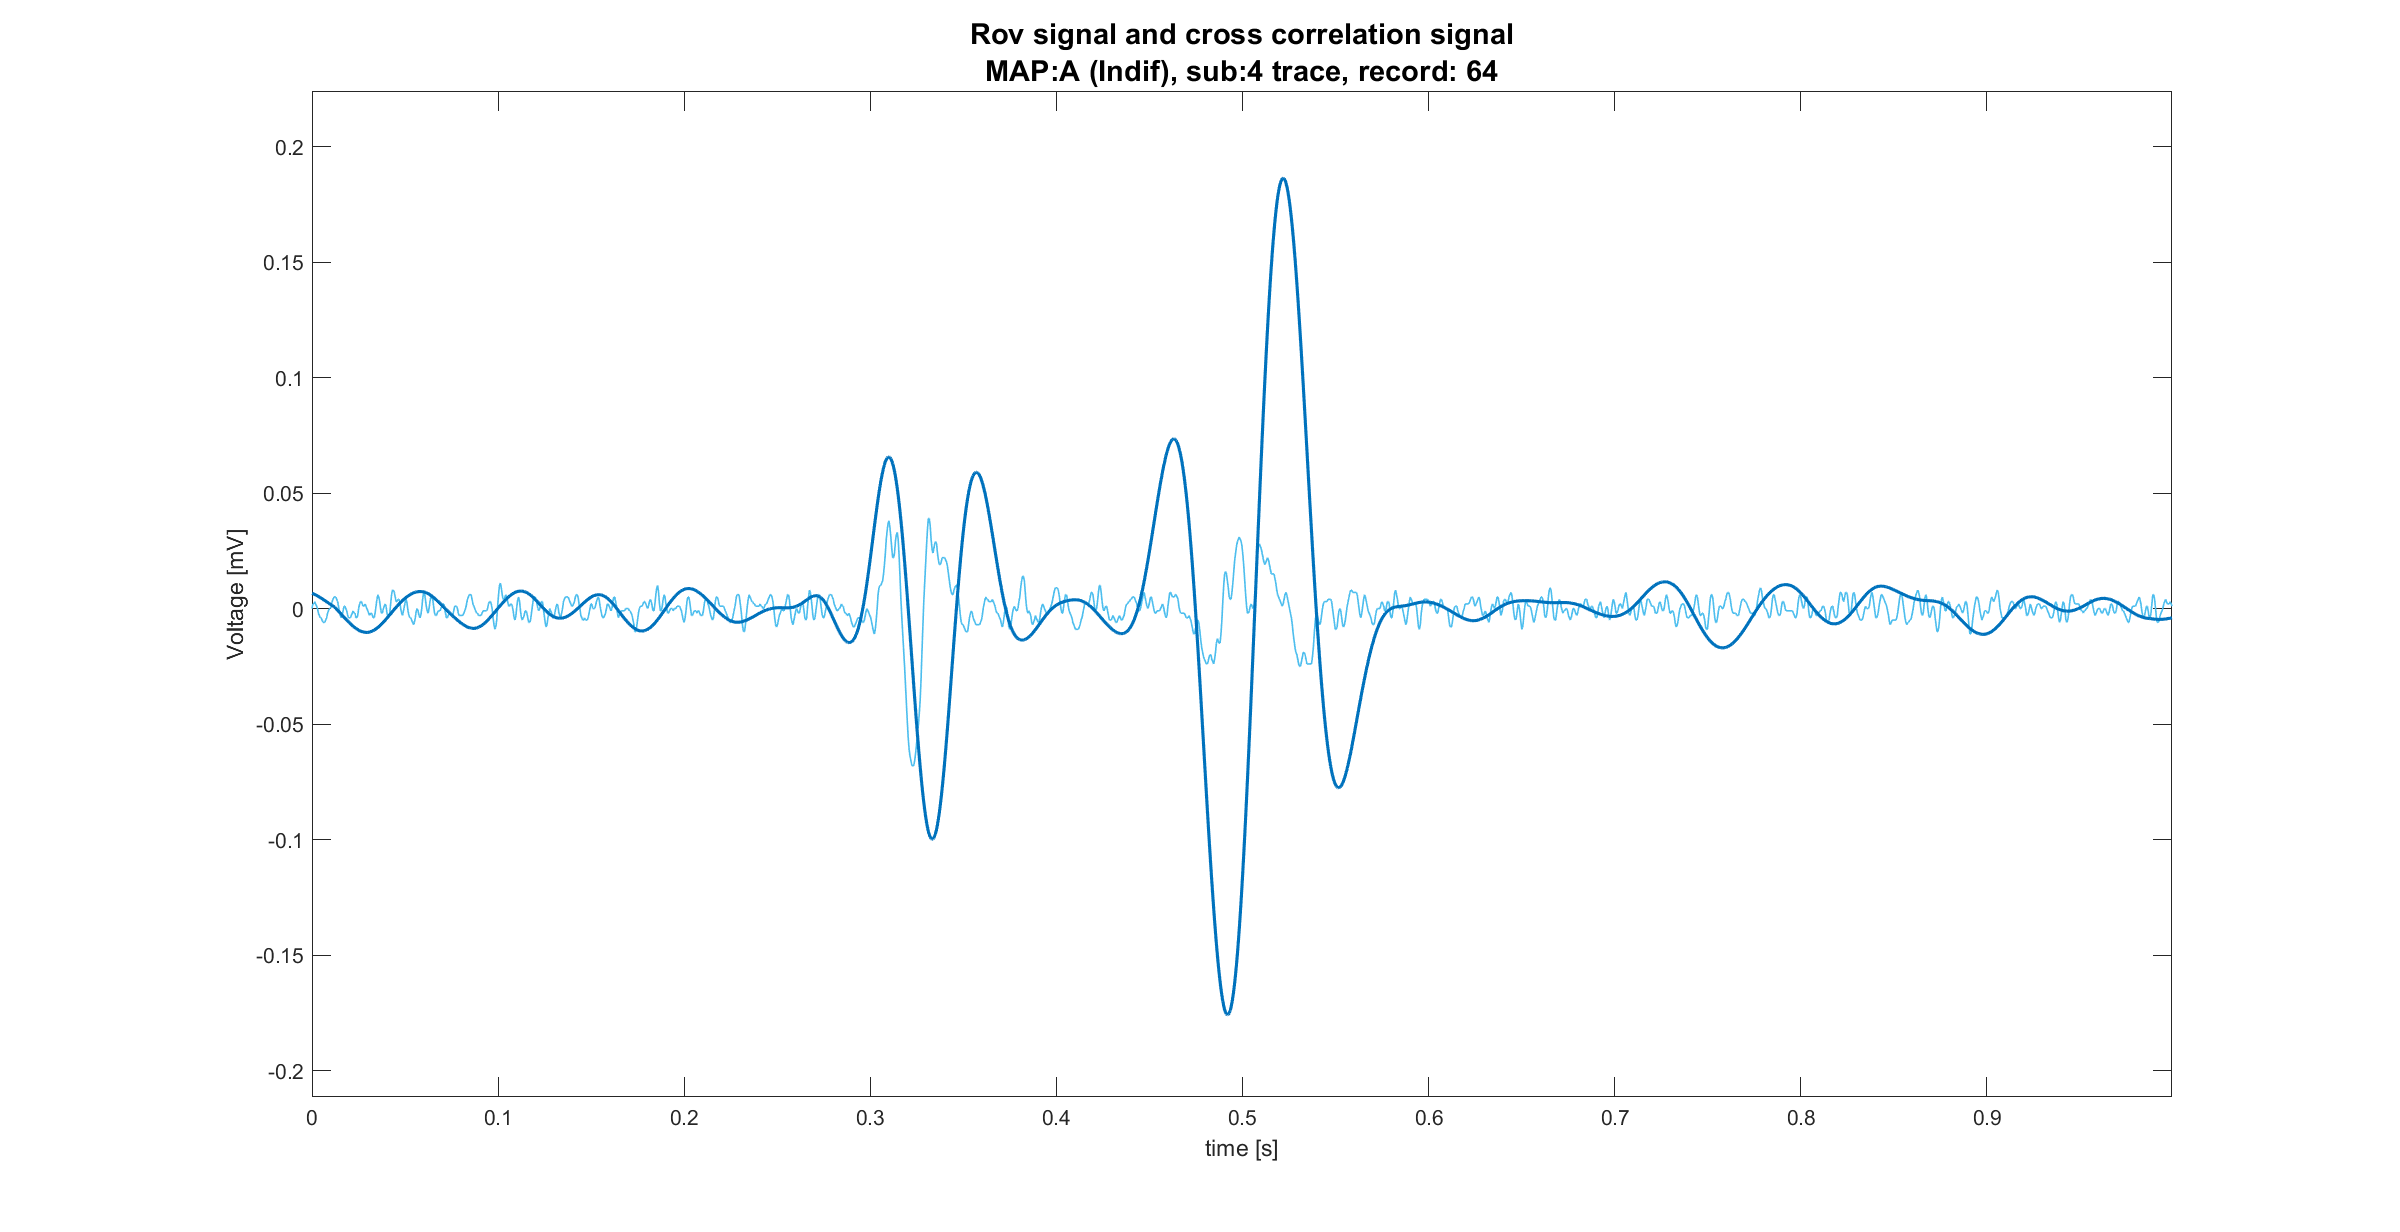 Rov signal and cross correlation signal
MAP:A (Indif), sub:4 trace, record: 64
0.2
0.15
0.1
0.05
0
-0.05
-0.1
-0.15
-0.2
Voltage [mV]
0 0.1 0.2 0.3 0.4 0.5 0.6 0.7 0.8 0.9
time [s]